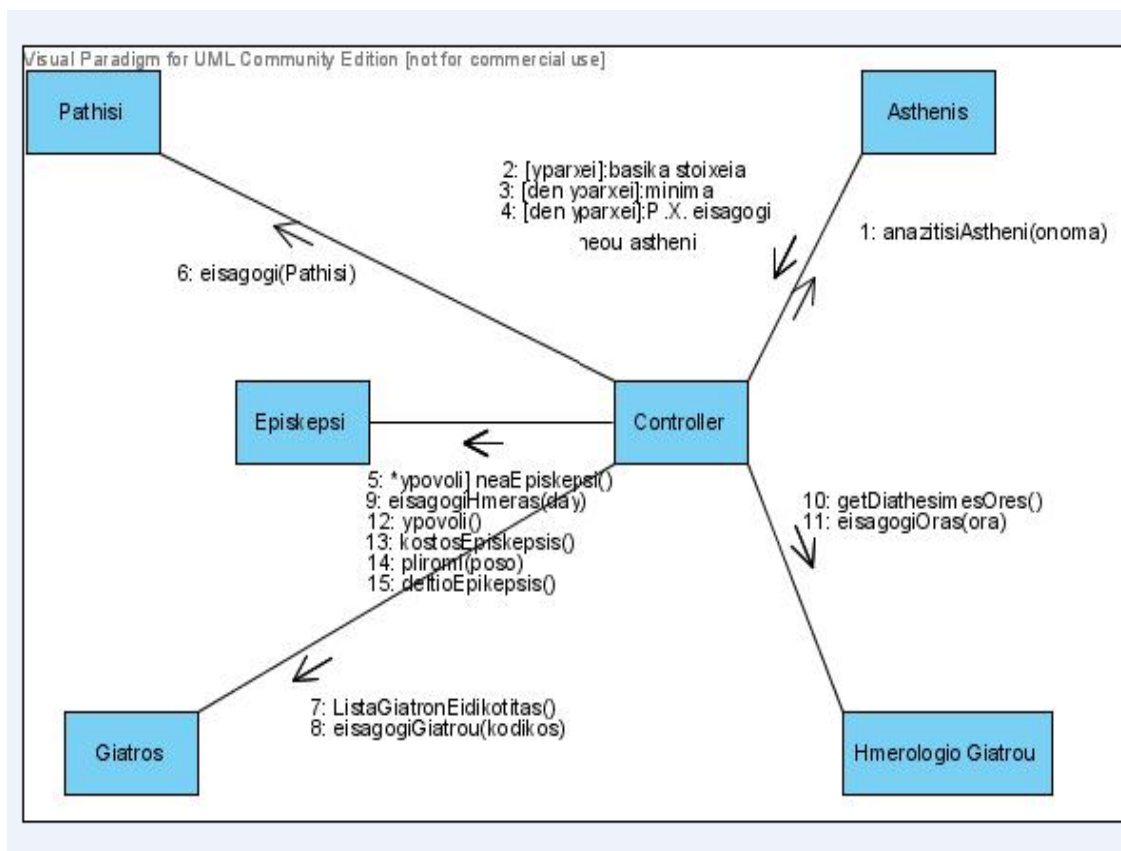 Visual Paradigm for UML Community Edition [not for commercial use]
Pathisi
Asthenis
2: [yparxei]:basika stoixeia
3: [den yparxei]:minima
4: [den yparxei]:P.X. eisagogi
neou astheni
1: anazitisiAstheni(onoma)
6: eisagogi(Pathisi)
Episkepsi
Controller
5: *ypovoli] neaEpiskepsi()
9: eisagogiHmeras(day)
12: ypovoli()
13: kostosEpiskepsis()
14: pliromi(poso)
15: deltioEpikepsis()
10: getDiathesimesOres()
11: eisagogiOras(ora)
7: ListaGiatronEidikotitas()
8: eisagogiGiatrou(kodikos)
Giatros
Hmerologio Giatrou